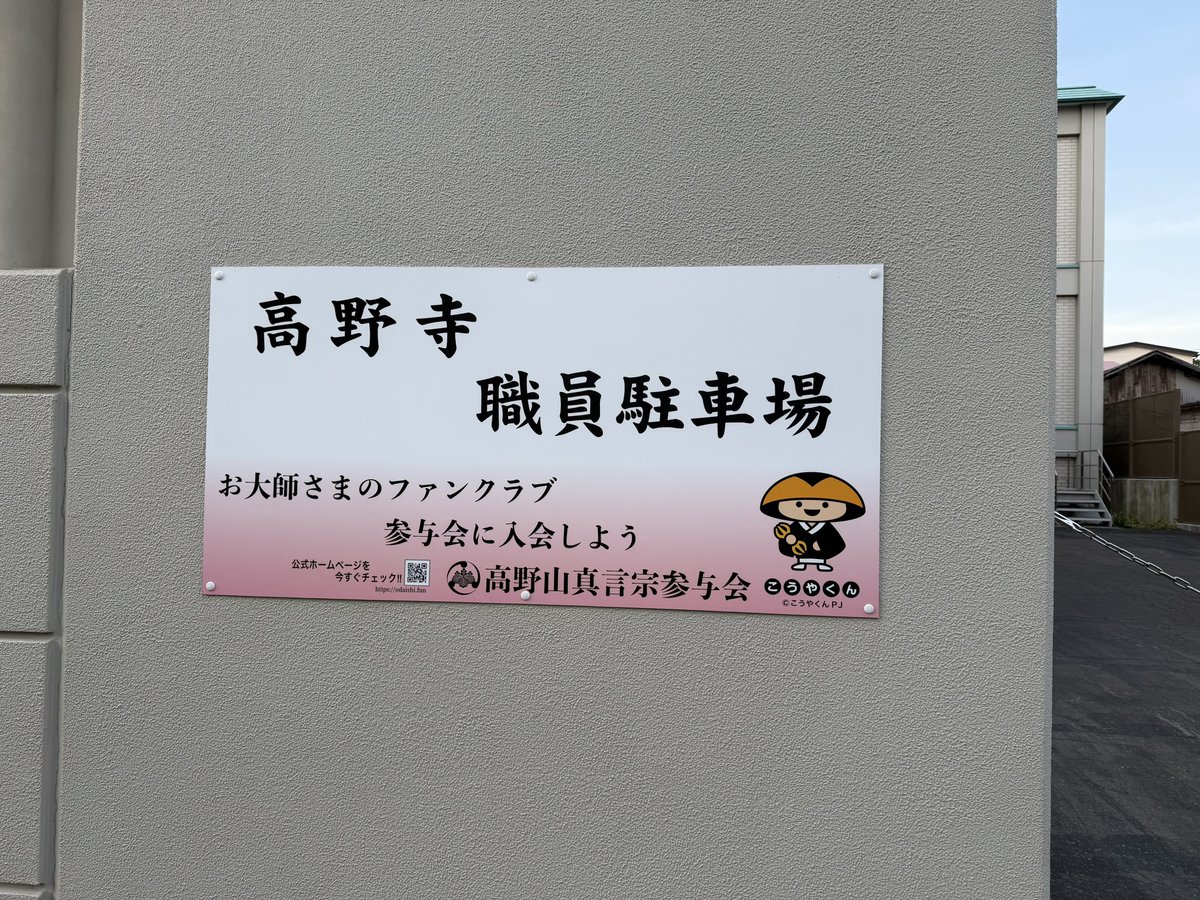 高野寺
職員駐車場
お大師さまのファンクラブ
参与会に入会しよう
公式ホームページを
今すぐチェック!!
https://odaishi.fun
高野山真言宗参与会
こうやくん
©こうやくんPJ